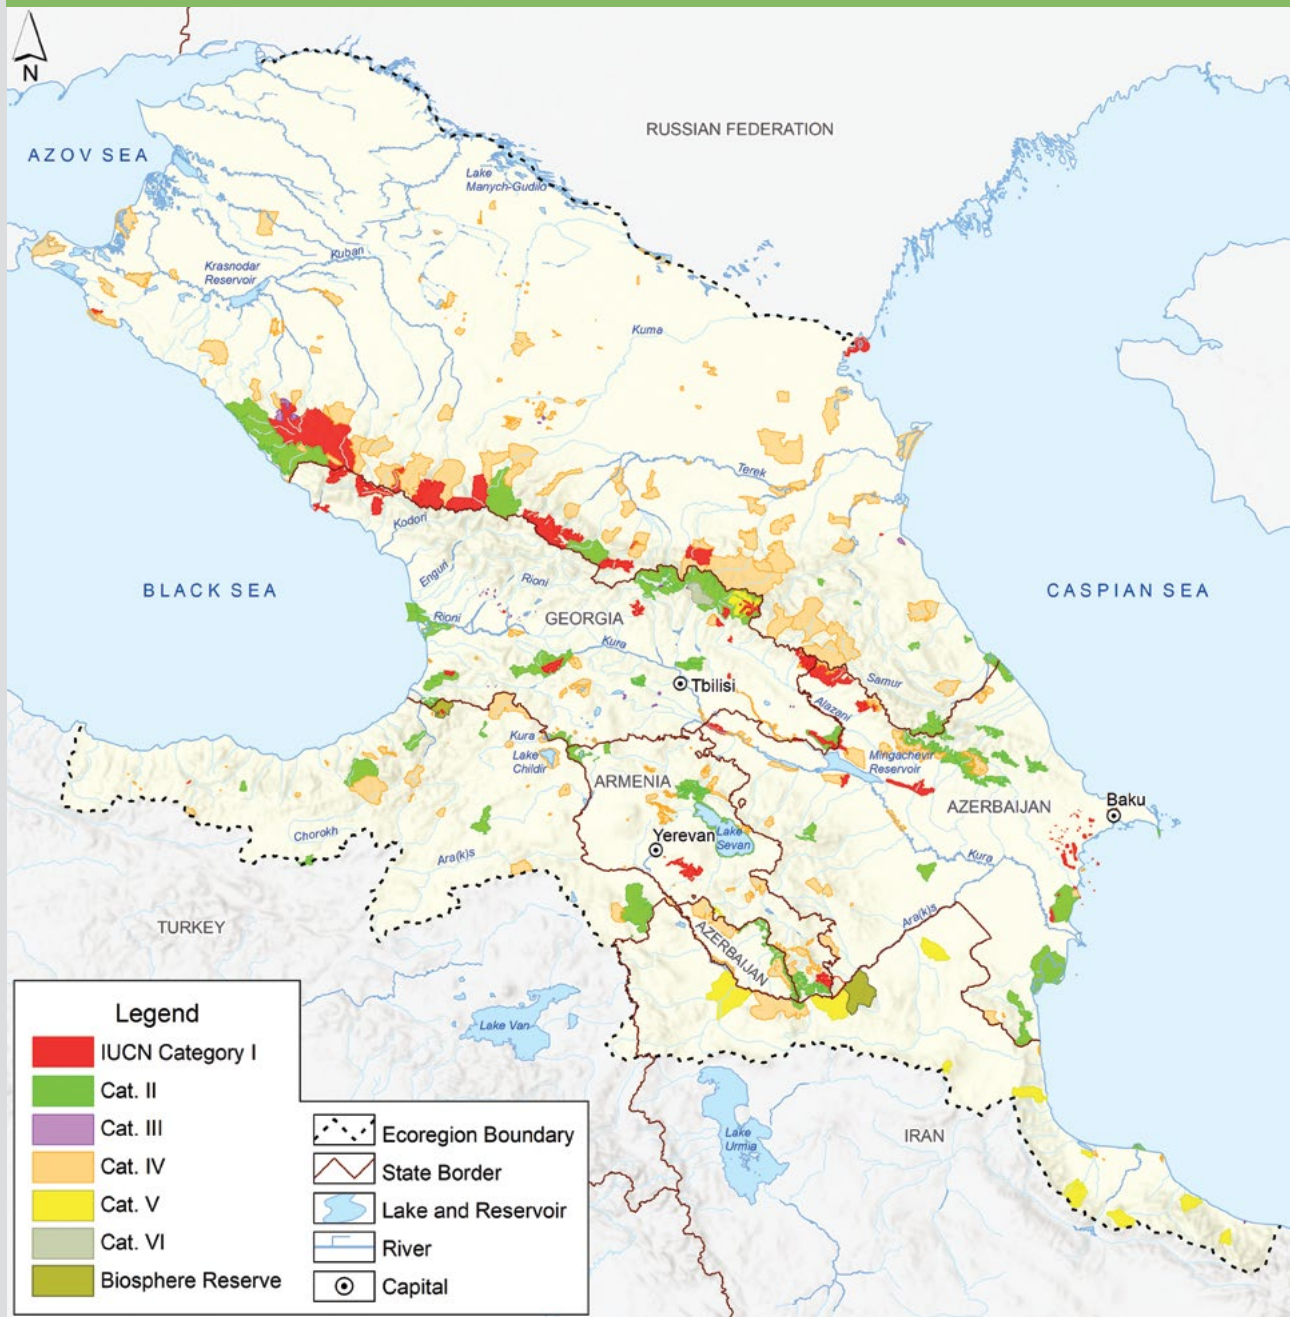 N
RUSSIAN FEDERATION
AZOV SEA
Lake
Manych-Gudilo
Kuban
Krasnodar
Reservoir
Kuma
Terek
Kodori
BLACK SEA
CASPIAN SEA
Enguri
Rioni
Rioni
GEORGIA
Kura
Tbilisi
Samur
Alazani
Kura
Lake
Childir
Mingachevir
Reservoir
ARMENIA
AZERBAIJAN
Baku
Chorokh
Yerevan
Lake
Sevan
Ara(k)s
Kura
Ara(k)s
TURKEY
AZERBAIJAN
Lake Van
Lake
Urmia
IRAN
Legend
IUCN Category I
Cat. II
Cat. III
Cat. IV
Cat. V
Cat. VI
Biosphere Reserve
Ecoregion Boundary
State Border
Lake and Reservoir
River
Capital